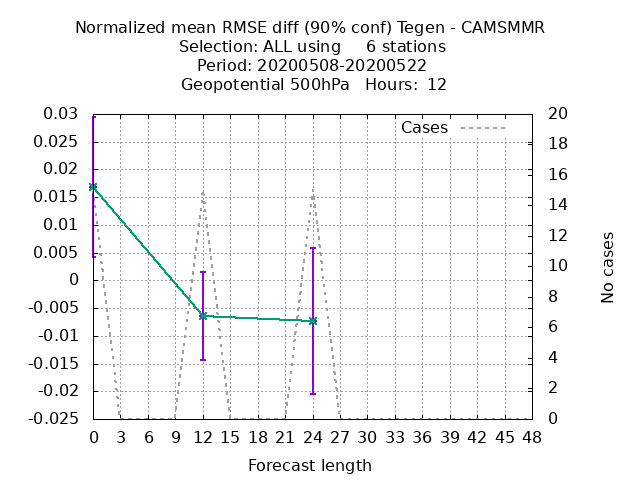 Normalized mean RMSE diff (90% conf) Tegen - CAMSMMR
Selection: ALL using     6 stations
Period: 20200508-20200522
Geopotential 500hPa   Hours:  12
0.03
0.025
0.02
0.015
0.01
0.005
0
-0.005
-0.01
-0.015
-0.02
-0.025
Cases
20
18
16
14
12
10
8
6
4
2
0
No cases
0 3 6 9 12 15 18 21 24 27 30 33 36 39 42 45 48
Forecast length